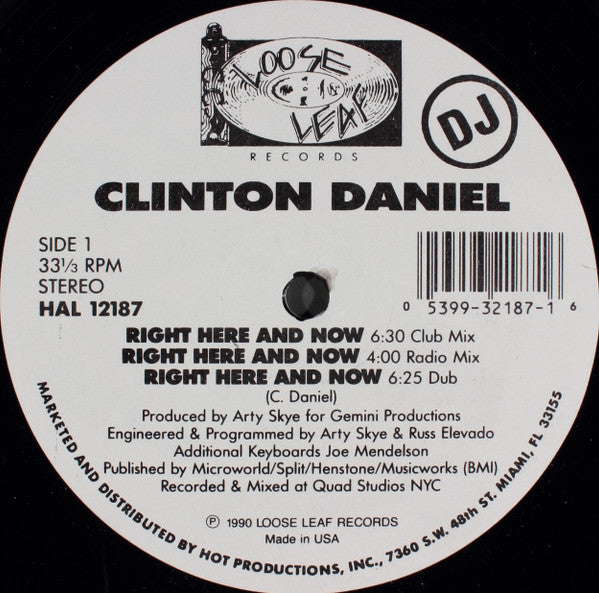 LOOSE
LEAF
RECORDS
DJ
CLINTON DANIEL
SIDE 1
33⅓ RPM
STEREO
HAL 12187
0 5399-32187-1 6
RIGHT HERE AND NOW 6:30 Club Mix
RIGHT HERE AND NOW 4:00 Radio Mix
RIGHT HERE AND NOW 6:25 Dub
(C. Daniel)
Produced by Arty Skye for Gemini Productions
Engineered & Programmed by Arty Skye & Russ Elevado
Additional Keyboards Joe Mendelson
Published by Microworld/Split/Henstone/Musicworks (BMI)
Recorded & Mixed at Quad Studios NYC
℗ 1990 LOOSE LEAF RECORDS
Made in USA
MARKETED AND DISTRIBUTED BY HOT PRODUCTIONS, INC., 7360 S.W. 48th ST. MIAMI, FL 33155